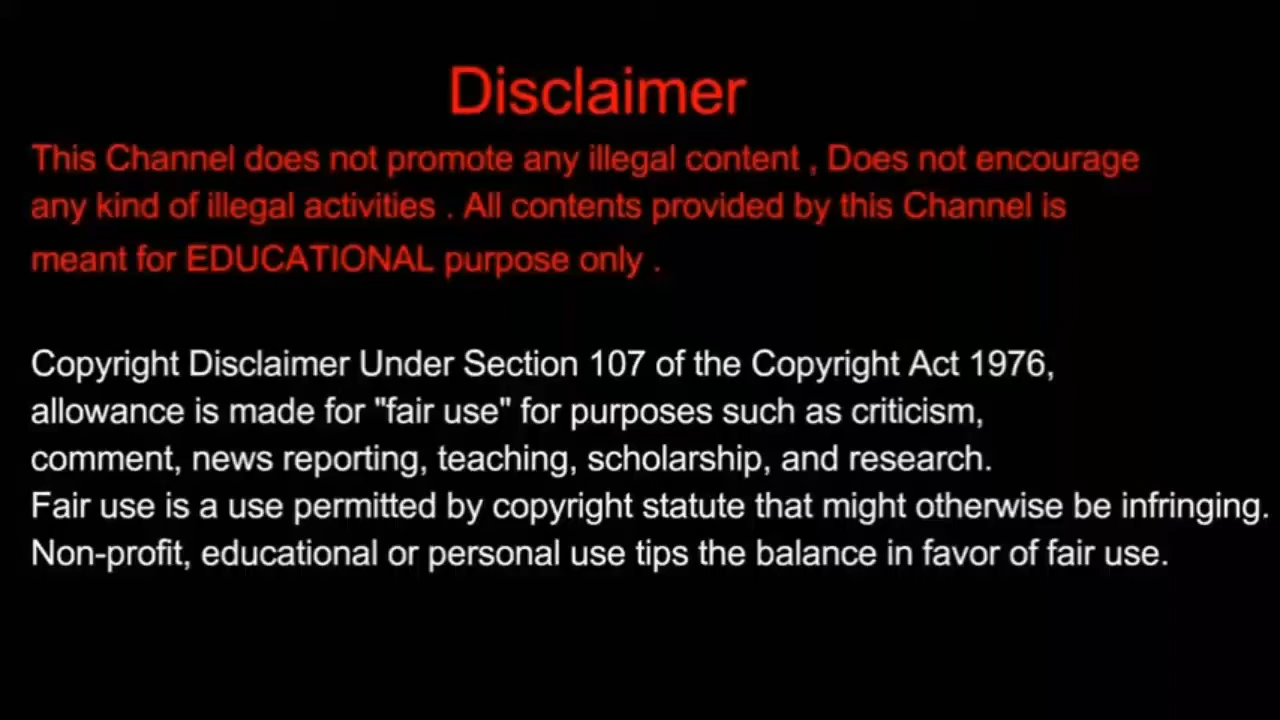 Disclaimer
This Channel does not promote any illegal content , Does not encourage
any kind of illegal activities . All contents provided by this Channel is
meant for EDUCATIONAL purpose only .
Copyright Disclaimer Under Section 107 of the Copyright Act 1976,
allowance is made for "fair use" for purposes such as criticism,
comment, news reporting, teaching, scholarship, and research.
Fair use is a use permitted by copyright statute that might otherwise be infringing.
Non-profit, educational or personal use tips the balance in favor of fair use.